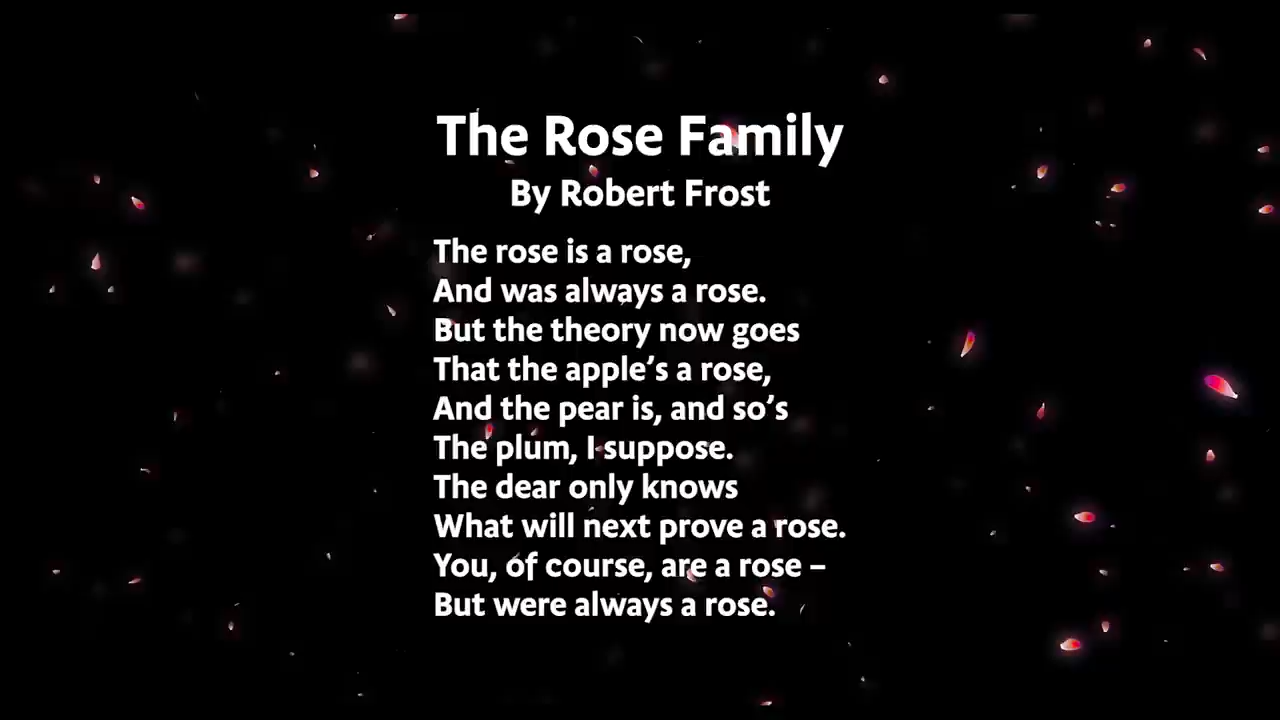 The Rose Family
By Robert Frost
The rose is a rose,
And was always a rose.
But the theory now goes
That the apple’s a rose,
And the pear is, and so’s
The plum, I suppose.
The dear only knows
What will next prove a rose.
You, of course, are a rose –
But were always a rose.